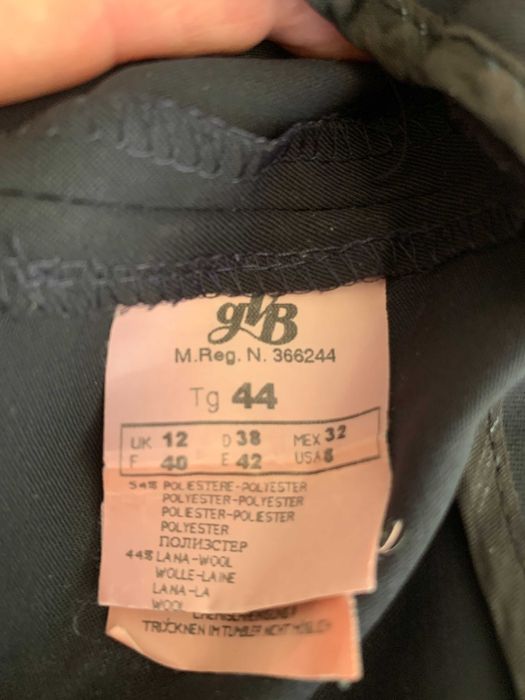 grB
M.Reg. N. 366244
Tg 44
UK 12 D 38 MEX 32
F 40 E 42 USA 8
54% POLIESTERE-POLYESTER
POLYESTER-POLYESTER
POLIESTER-POLIESTER
POLYESTER
ПОЛИЭСТЕР
44% LANA-WOOL
WOLLE-LAINE
LANA-LA
WOOL
TRUCKNEN IM TUMBLER NICHT MÖGLICH